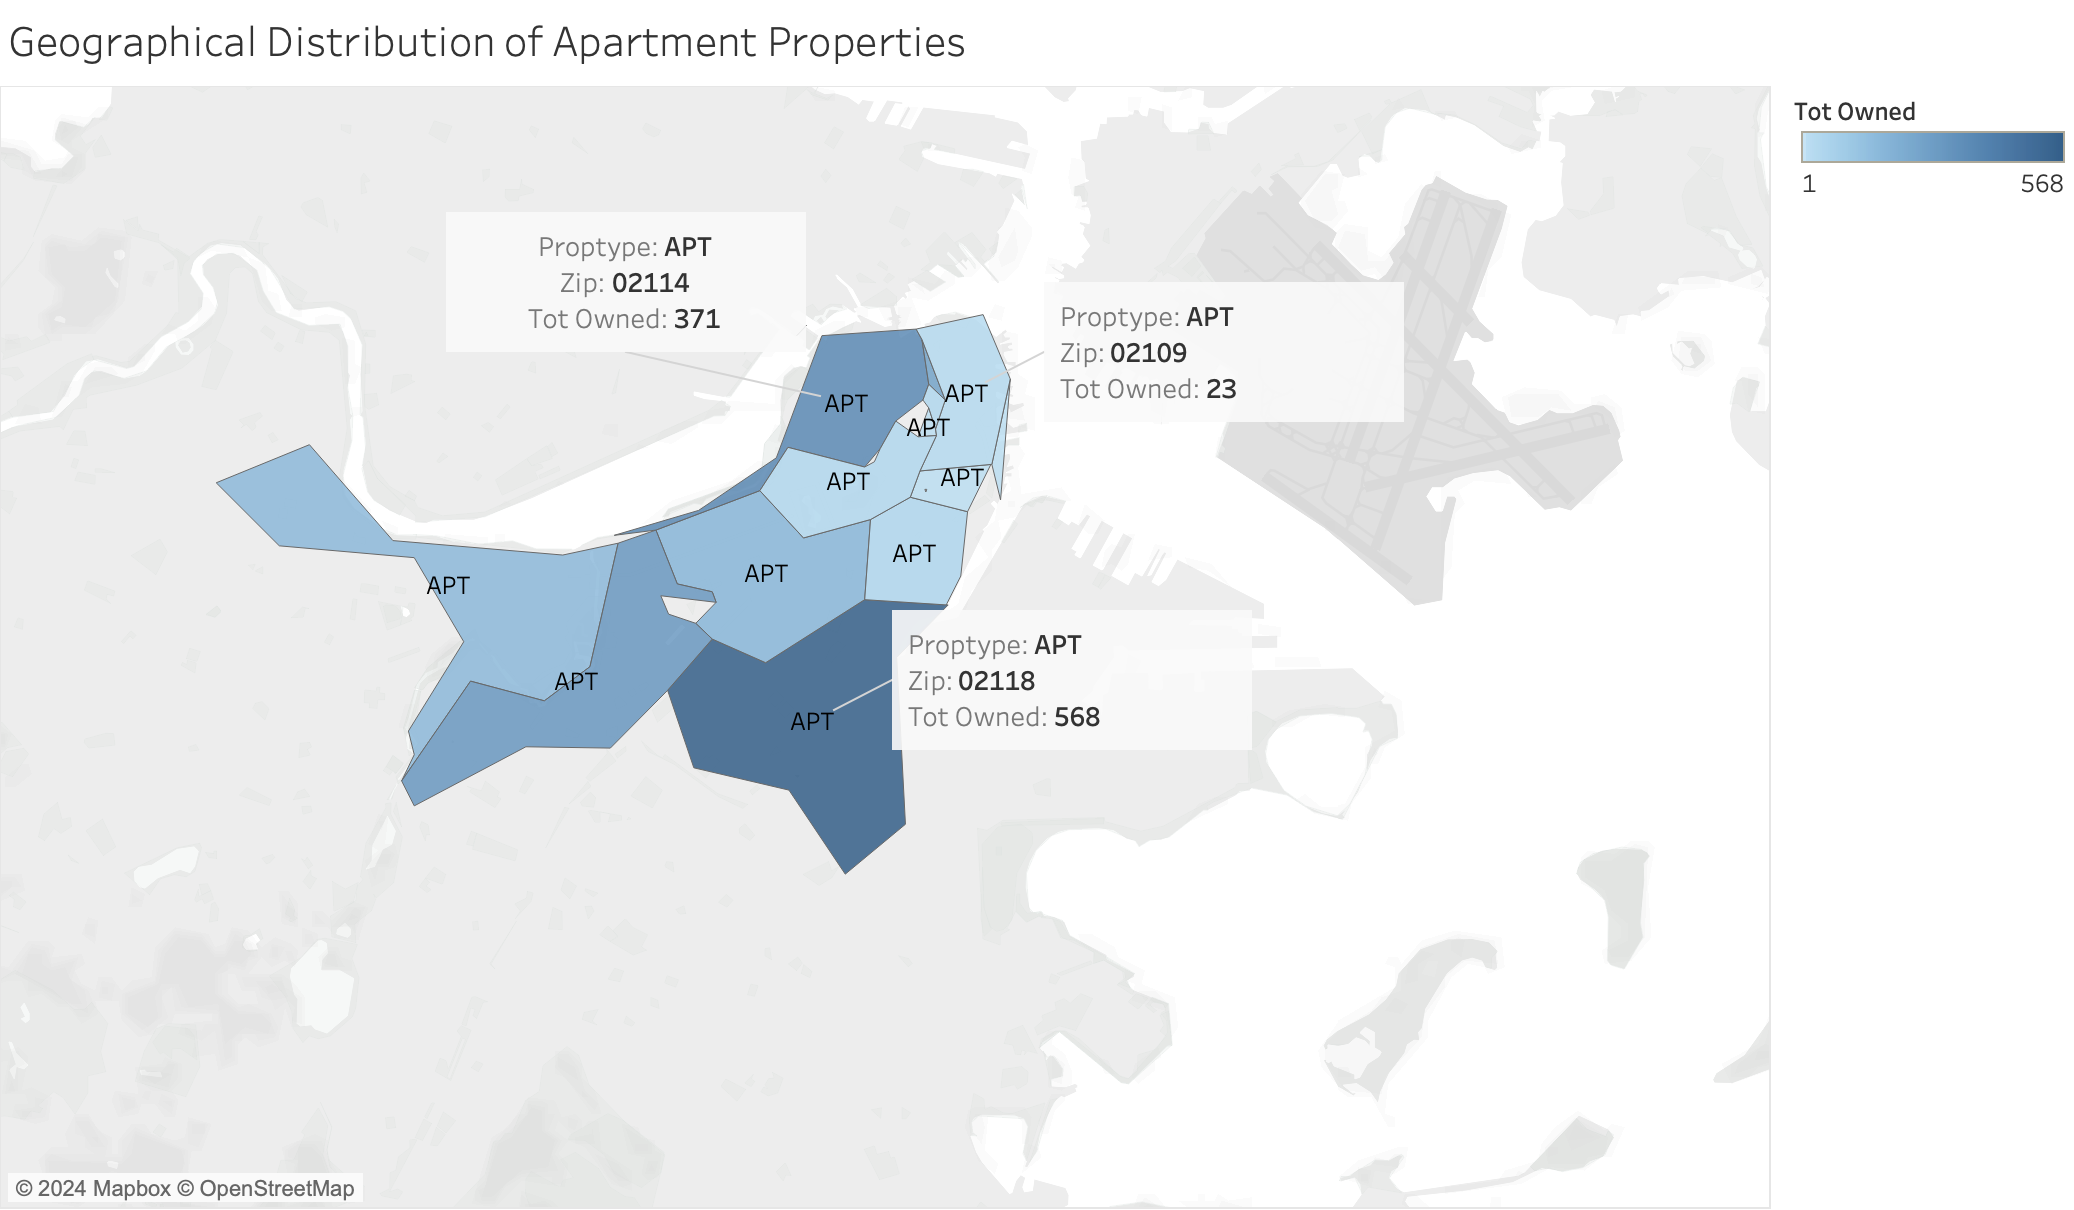 Geographical Distribution of Apartment Properties
Tot Owned
1 568
Proptype: APT
Zip: 02114
Tot Owned: 371
Proptype: APT
Zip: 02109
Tot Owned: 23
APT
APT
APT
APT
APT
APT
APT
APT
Proptype: APT
Zip: 02118
Tot Owned: 568
APT
APT
© 2024 Mapbox © OpenStreetMap